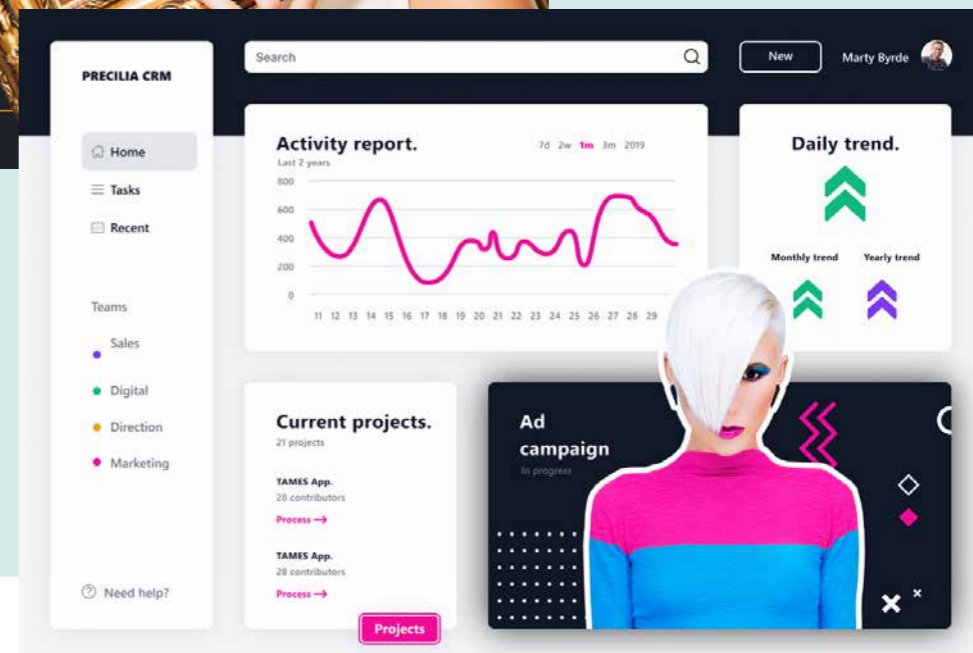 PRECILIA CRM
Home
Tasks
Recent
Teams
Sales
Digital
Direction
Marketing
Need help?
Search
New
Marty Byrde
Activity report.
Last 2 years
7d 2w 1m 3m 2019
800
600
400
200
0
11 12 13 14 15 16 17 18 19 20 21 22 23 24 25 26 27 28 29
Daily trend.
Monthly trend Yearly trend
Current projects.
21 projects
TAMES App.
28 contributors
Process →
TAMES App.
28 contributors
Process →
Projects
Ad
campaign
In progress